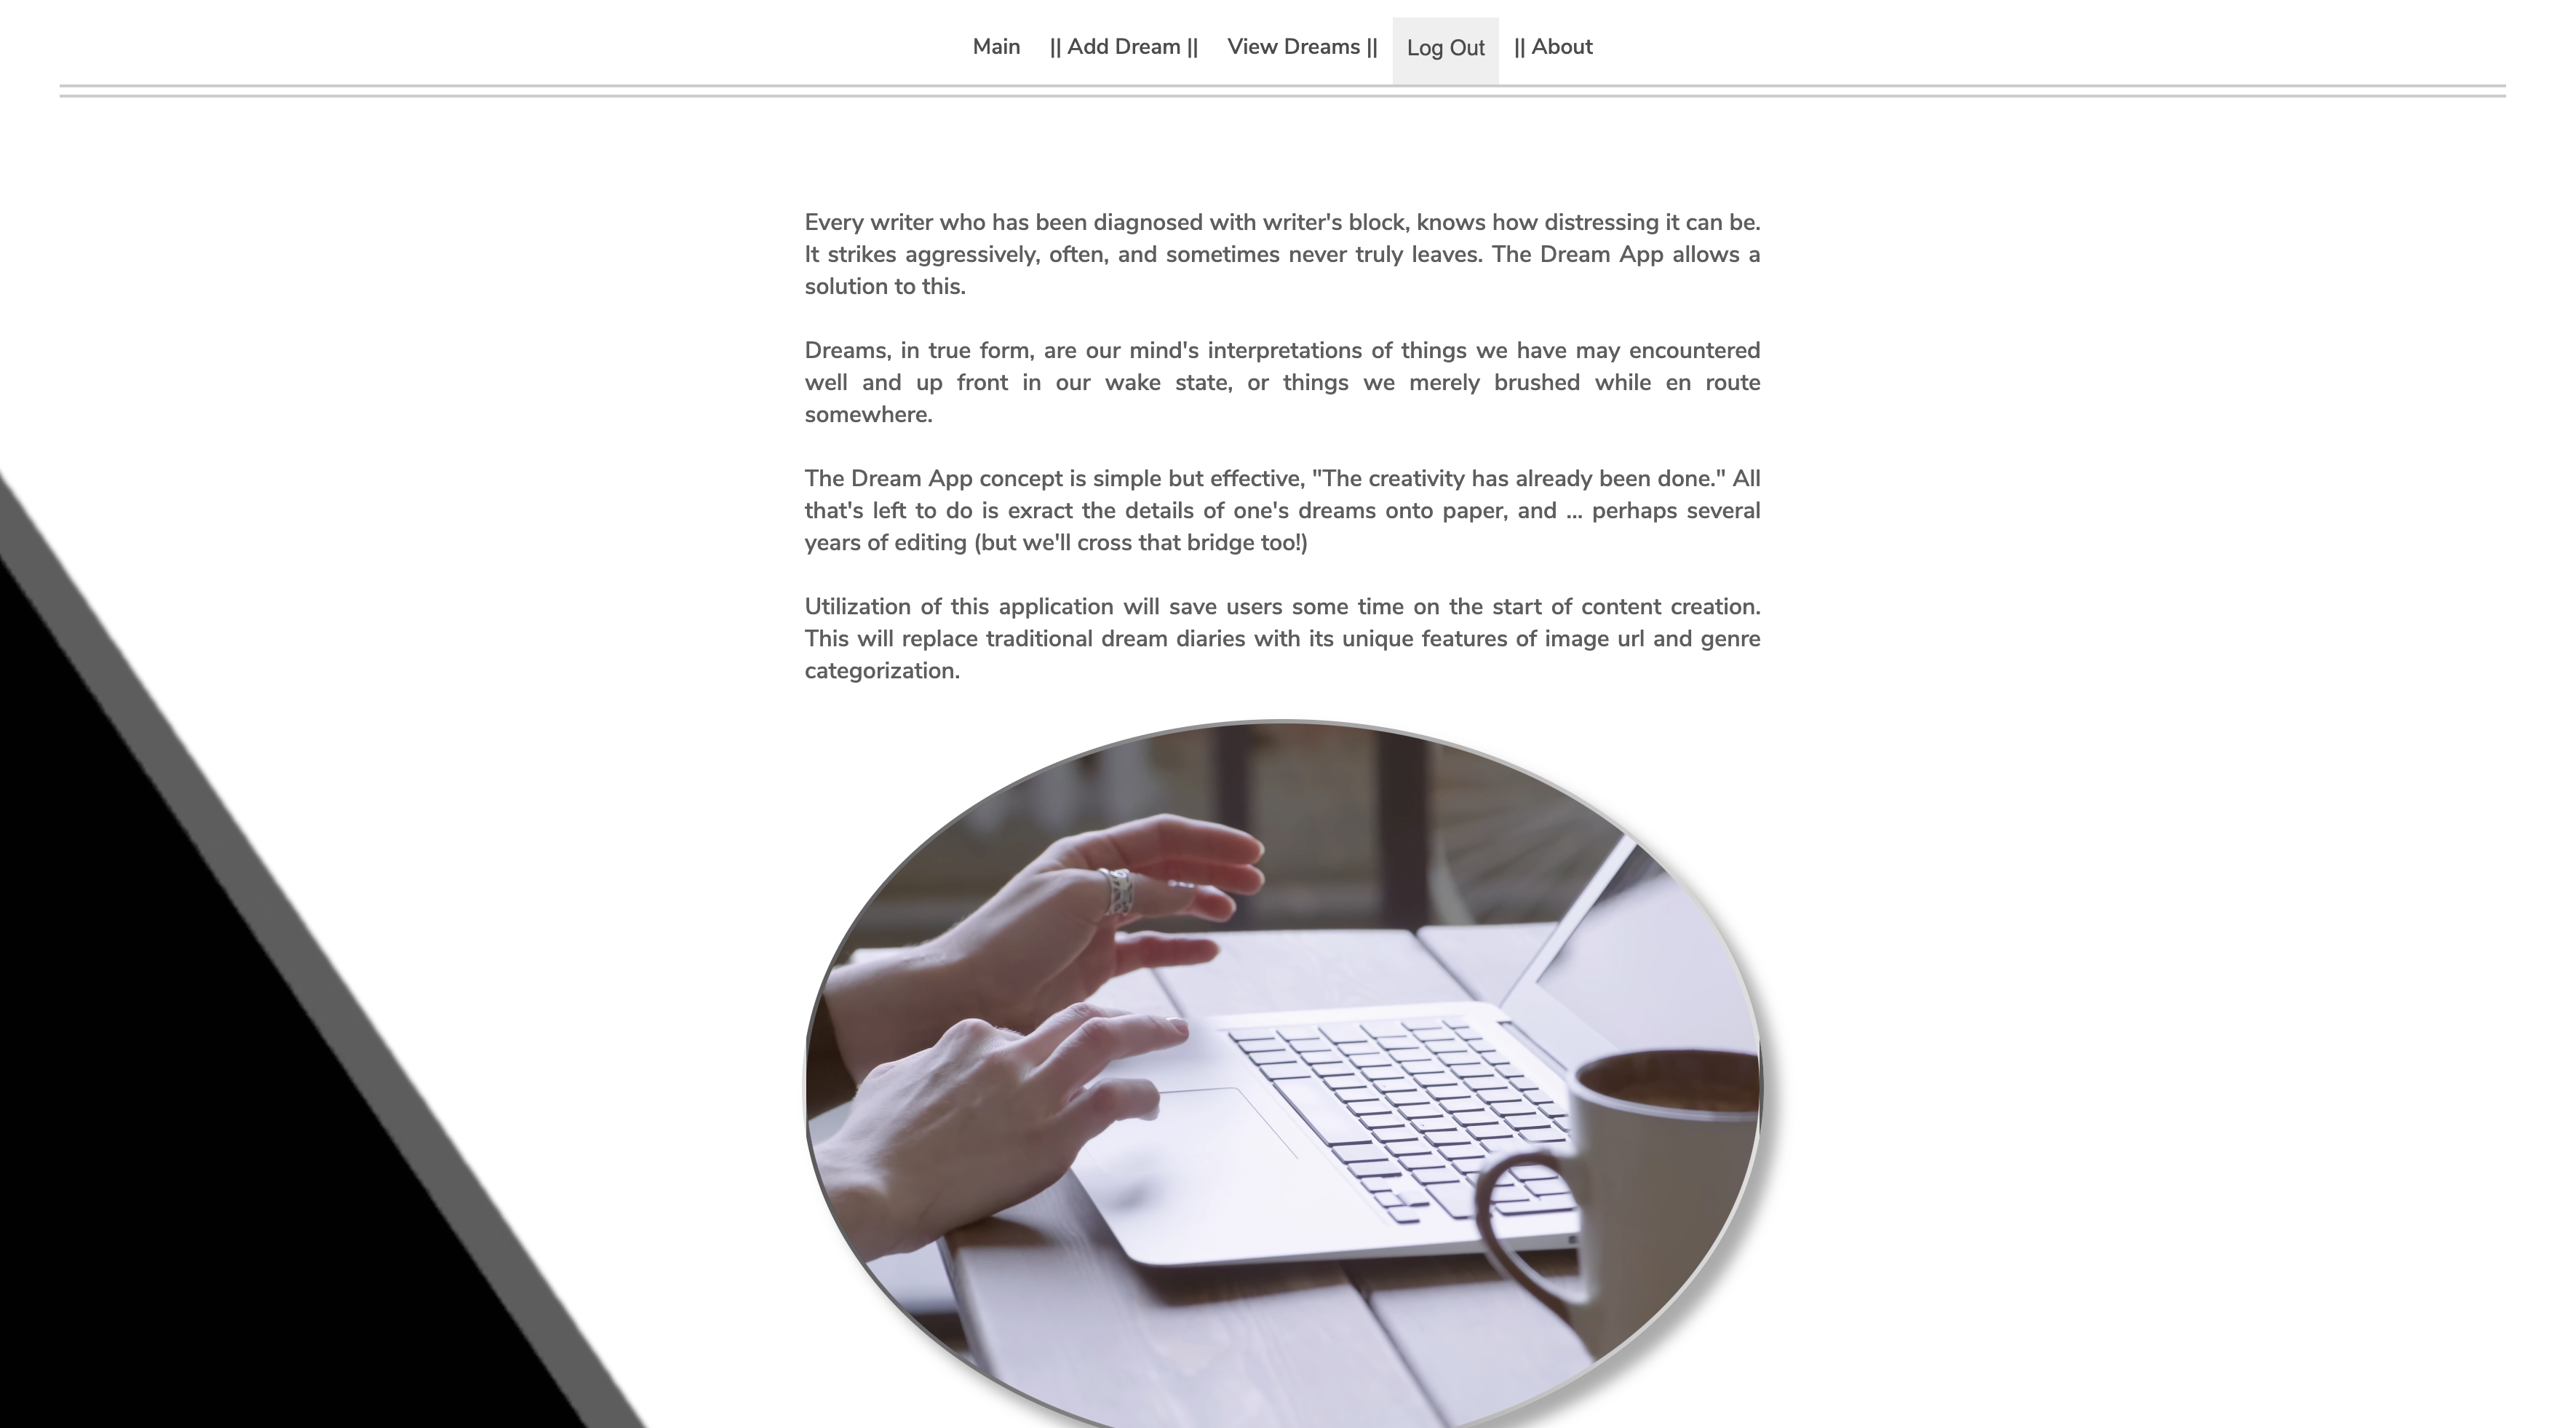 Main || Add Dream || View Dreams || Log Out || About
Every writer who has been diagnosed with writer's block, knows how distressing it can be.
It strikes aggressively, often, and sometimes never truly leaves. The Dream App allows a
solution to this.
Dreams, in true form, are our mind's interpretations of things we have may encountered
well and up front in our wake state, or things we merely brushed while en route
somewhere.
The Dream App concept is simple but effective, "The creativity has already been done." All
that's left to do is exract the details of one's dreams onto paper, and ... perhaps several
years of editing (but we'll cross that bridge too!)
Utilization of this application will save users some time on the start of content creation.
This will replace traditional dream diaries with its unique features of image url and genre
categorization.